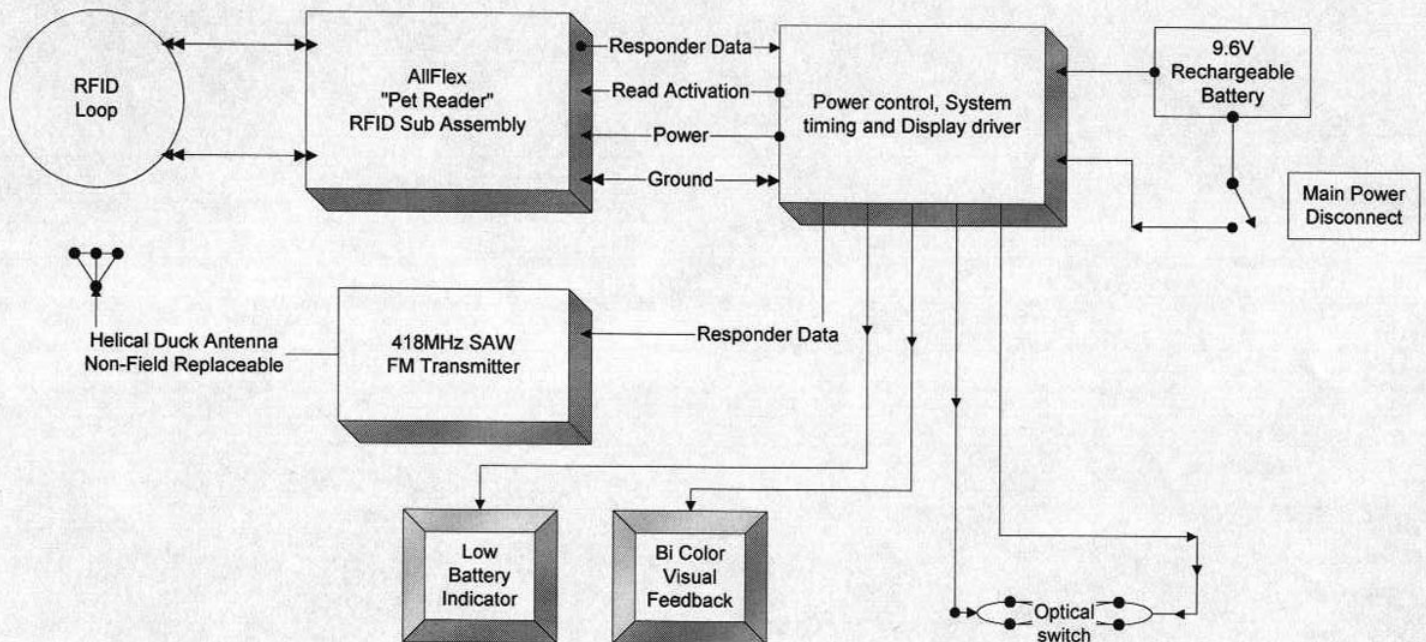 RFID
Loop
AllFlex
"Pet Reader"
RFID Sub Assembly
Responder Data
Read Activation
Power
Ground
Power control, System
timing and Display driver
9.6V
Rechargeable
Battery
Main Power
Disconnect
Helical Duck Antenna
Non-Field Replaceable
418MHz SAW
FM Transmitter
Responder Data
Low
Battery
Indicator
Bi Color
Visual
Feedback
Optical
switch